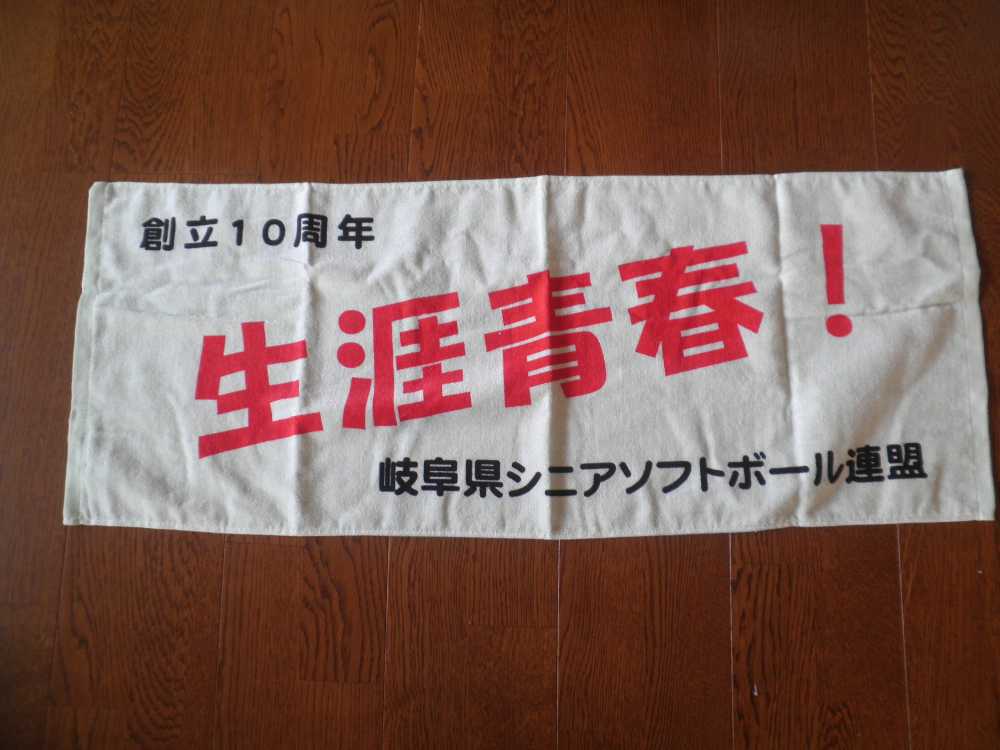 創立10周年
生涯青春！
岐阜県シニアソフトボール連盟